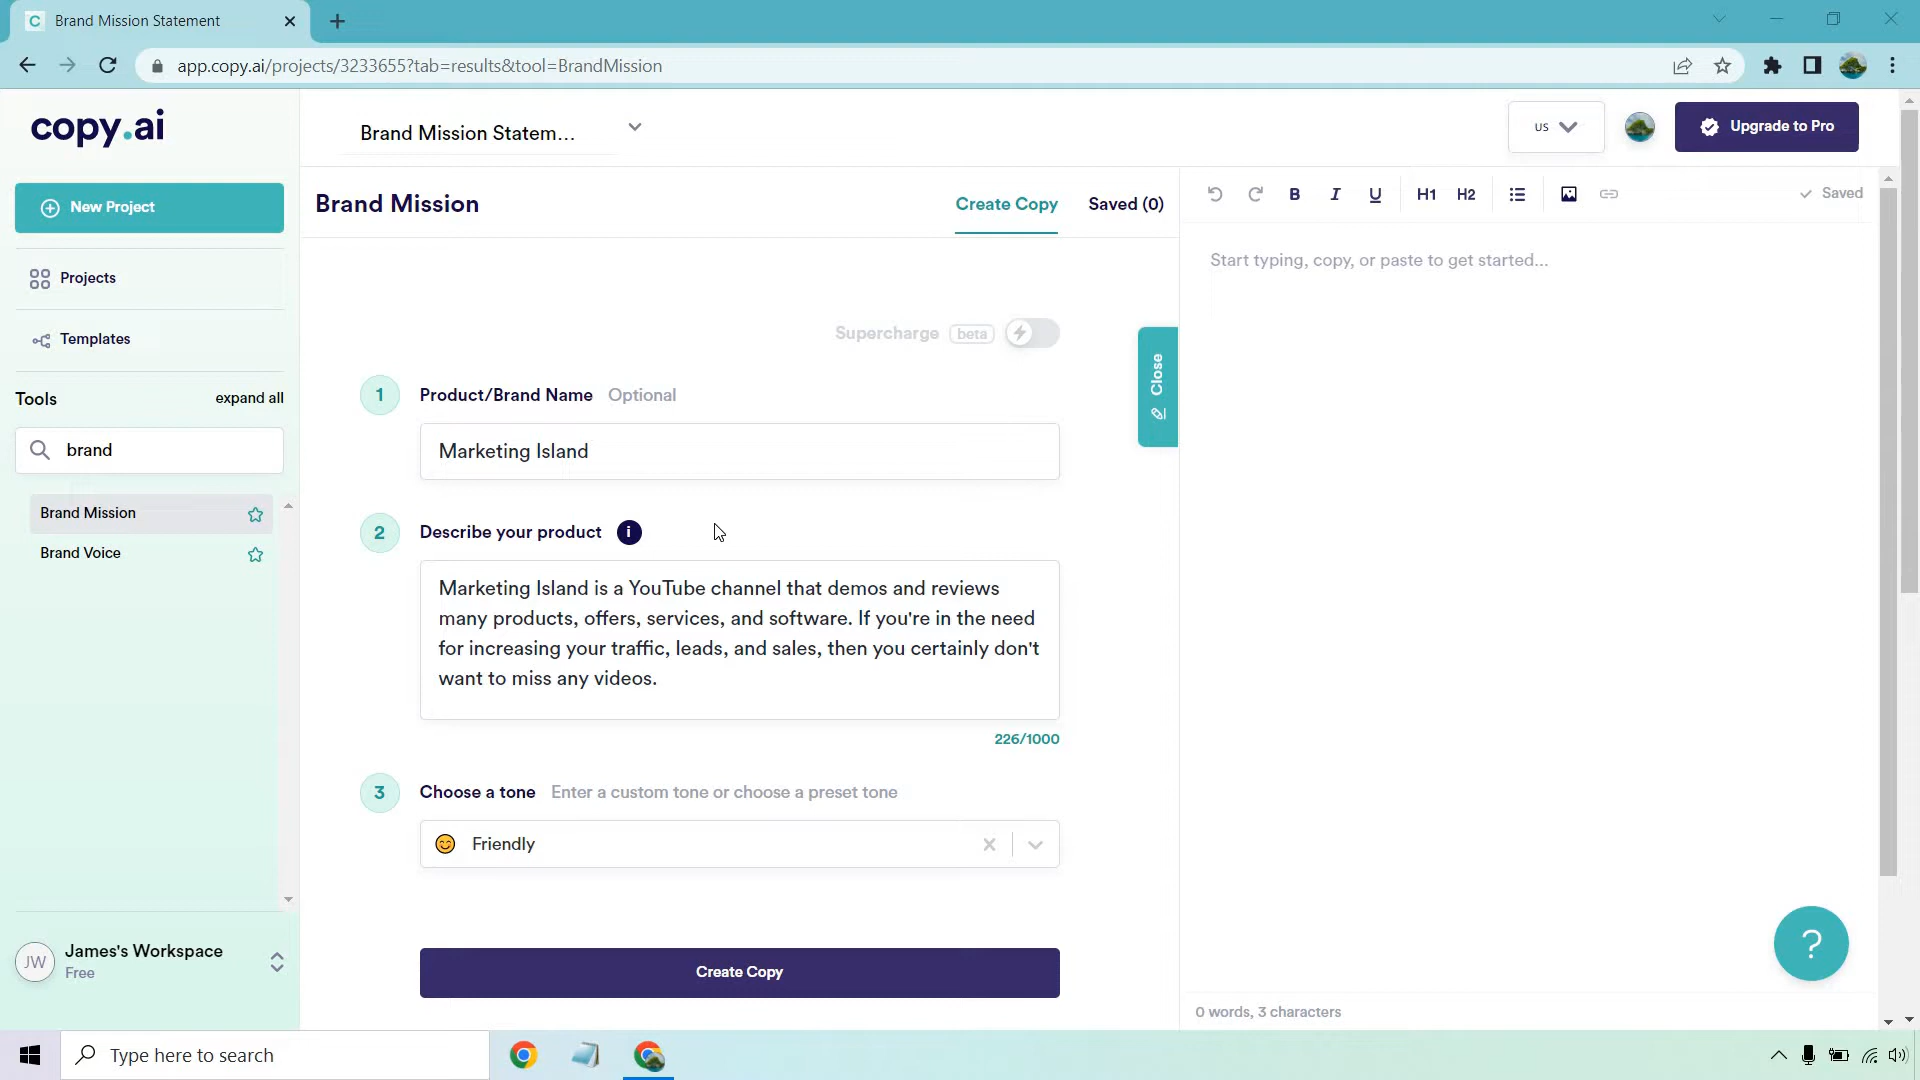 Brand Mission Statement
app.copy.ai/projects/3233655?tab=results&tool=BrandMission
copy.ai
Brand Mission Statem...
US
Upgrade to Pro
New Project
Brand Mission
Create Copy
Saved (0)
B
I
U
H1
H2
Saved
Projects
Start typing, copy, or paste to get started...
Templates
Supercharge
beta
Close
Tools
expand all
1
Product/Brand Name Optional
brand
Marketing Island
Brand Mission
Brand Voice
2
Describe your product
i
Marketing Island is a YouTube channel that demos and reviews
many products, offers, services, and software. If you're in the need
for increasing your traffic, leads, and sales, then you certainly don't
want to miss any videos.
226/1000
3
Choose a tone Enter a custom tone or choose a preset tone
Friendly
JW
James's Workspace
Free
Create Copy
?
0 words, 3 characters
Type here to search